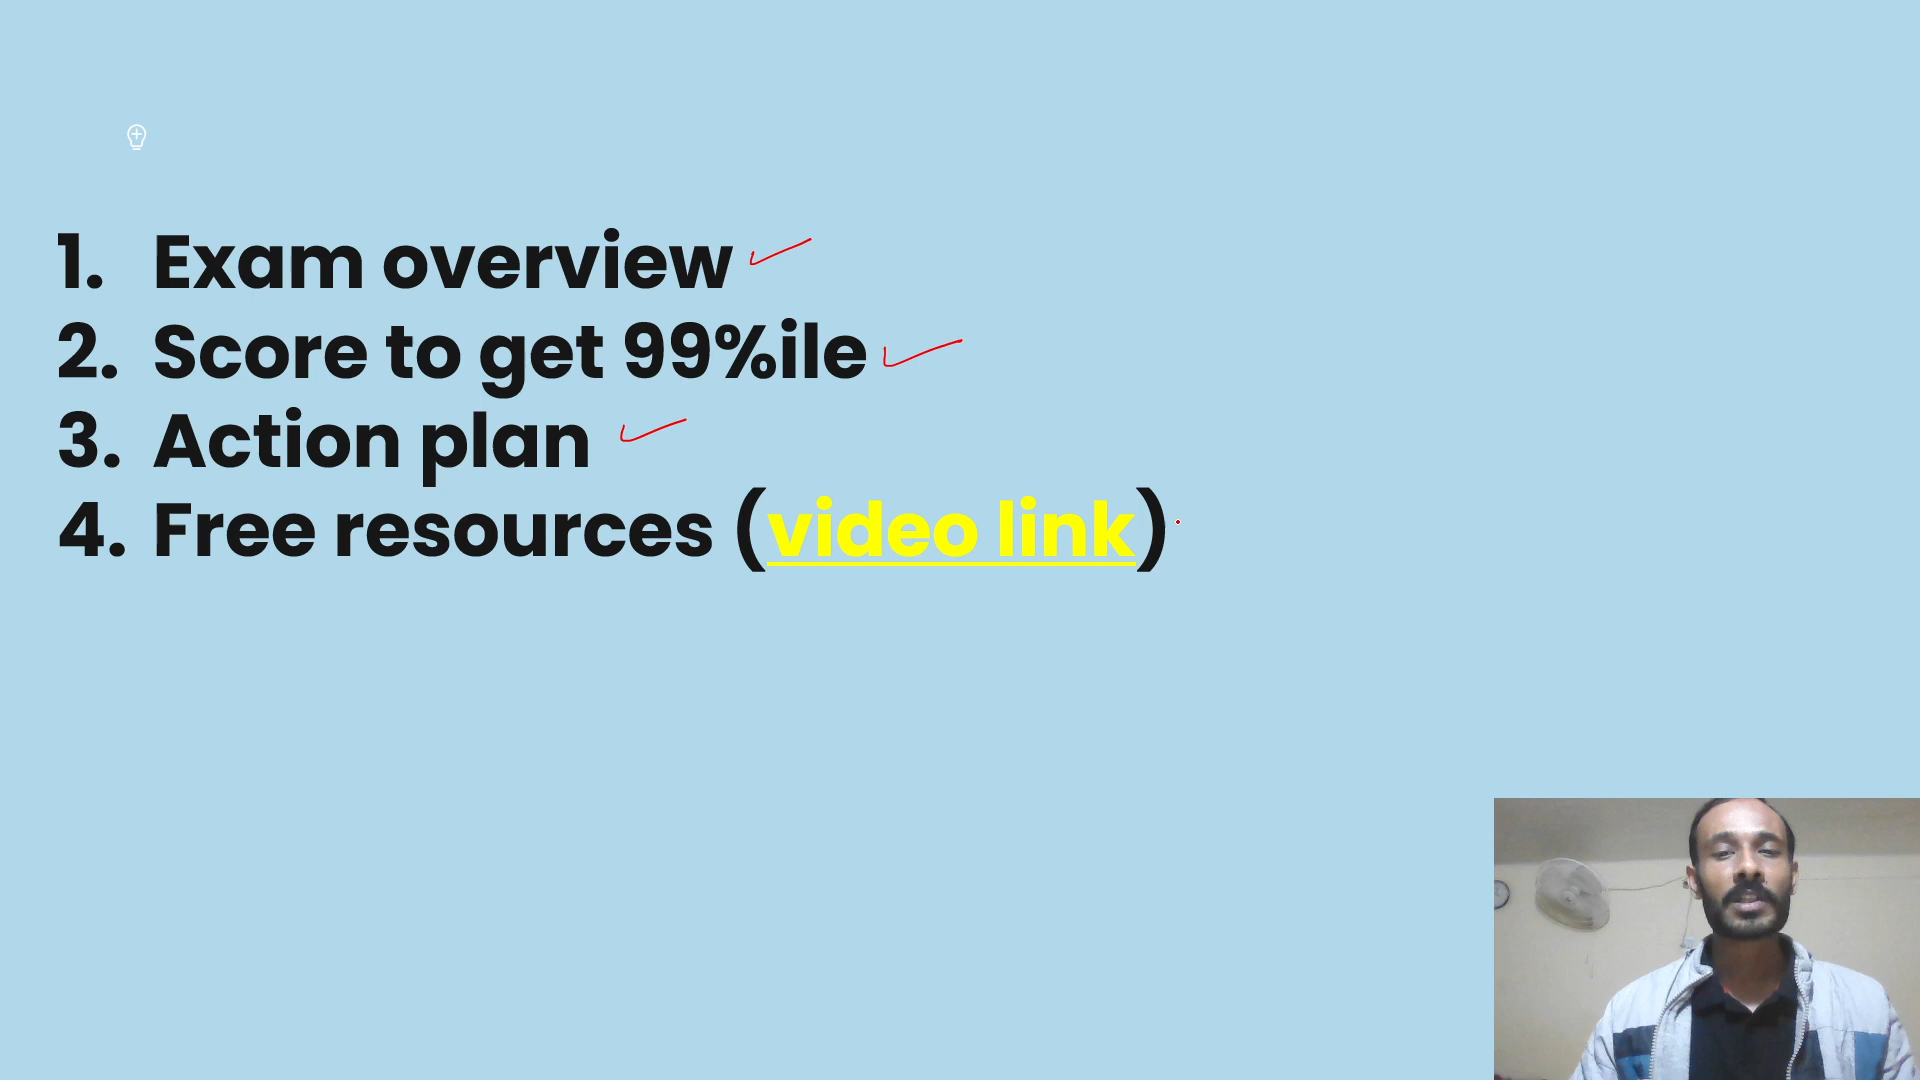 1. Exam overview
2. Score to get 99%ile
3. Action plan
4. Free resources (video link)